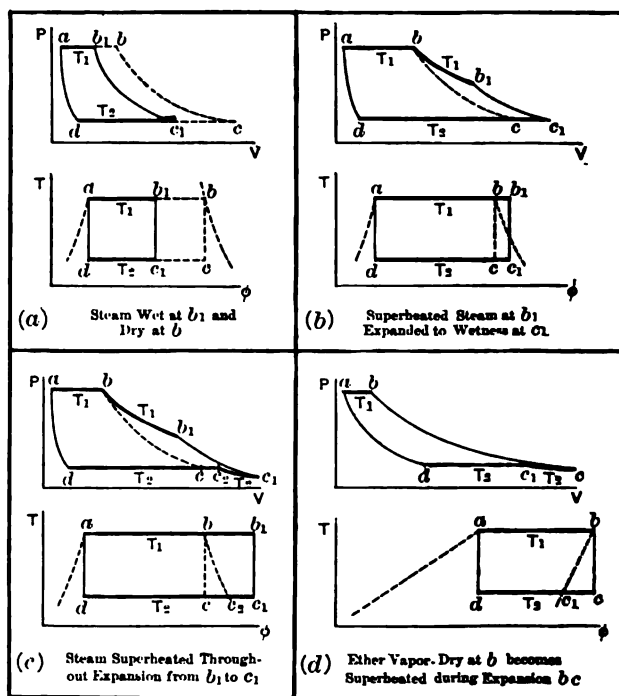 P a b₁ b
T₁
T₂
d c₁ c
V
T a b₁ b
T₁
T₂
d c₁ c
ϕ
(a) Steam Wet at b₁ and
Dry at b
P a b
T₁ T₁ b₁
T₂
d c c₁
V
T a b b₁
T₁
T₂
d c c₁
ϕ
(b) Superheated Steam at b₁
Expanded to Wetness at c₁
P a b
T₁ T₁ b₁
d T₂ c c₂ T₂ c₁
V
T a b b₁
T₁
d T₂ c c₂ c₁
ϕ
(c) Steam Superheated Through-
out Expansion from b₁ to c₁
P a b
T₁
d T₂ c₁ T₂ c
V
T a b
T₁
d T₂ c₁ c
ϕ
(d) Ether Vapor-Dry at b becomes
Superheated during Expansion bc